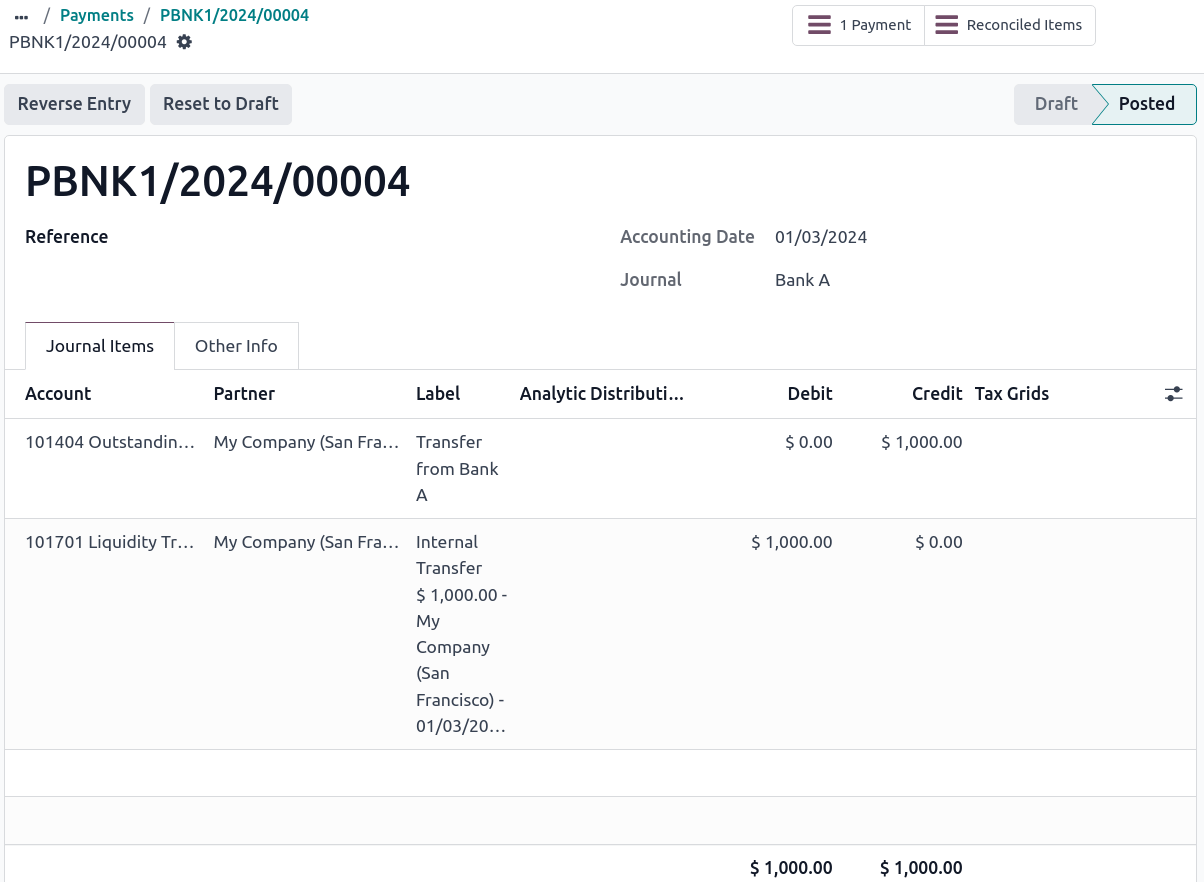 ... / Payments / PBNK1/2024/00004
PBNK1/2024/00004
1 Payment Reconciled Items
Reverse Entry Reset to Draft Draft Posted
PBNK1/2024/00004
Reference Accounting Date 01/03/2024
Journal Bank A
Journal Items Other Info
Account Partner Label Analytic Distributi... Debit Credit Tax Grids
101404 Outstandin... My Company (San Fra... Transfer $ 0.00 $ 1,000.00
from Bank
A
101701 Liquidity Tr... My Company (San Fra... Internal $ 1,000.00 $ 0.00
Transfer
$ 1,000.00 -
My
Company
(San
Francisco) -
01/03/20...
$ 1,000.00 $ 1,000.00